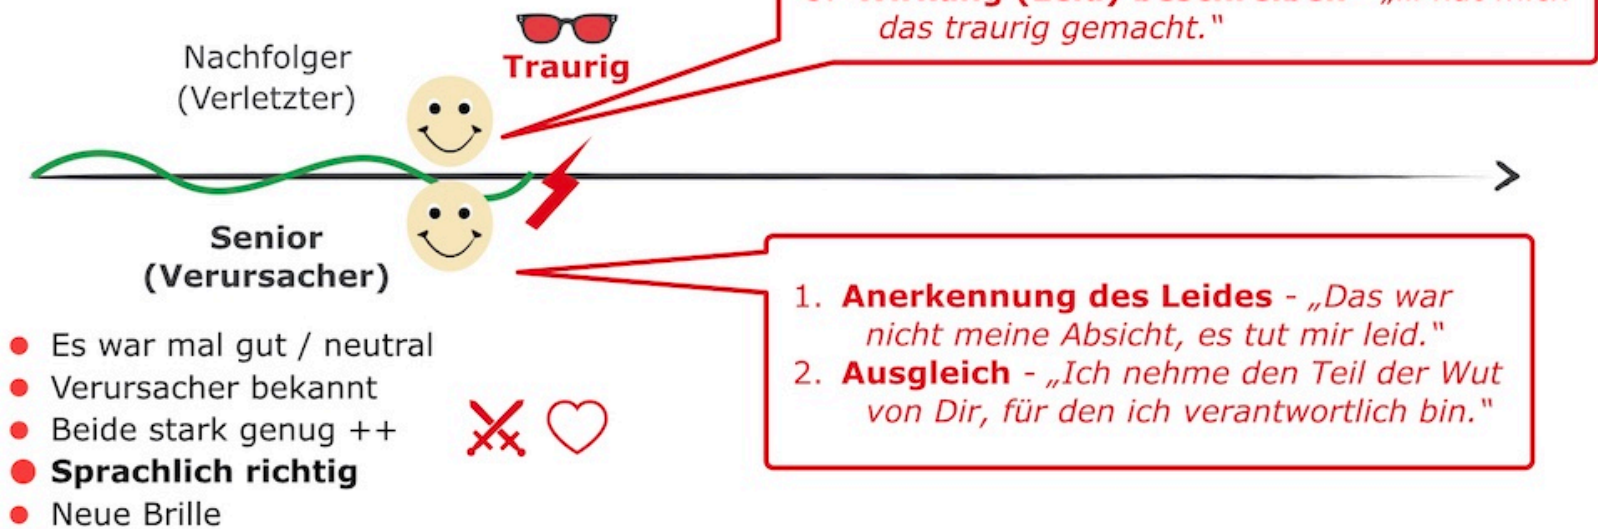 das traurig gemacht.“
Nachfolger
(Verletzter)
Traurig
Senior
(Verursacher)
1. Anerkennung des Leides - „Das war
nicht meine Absicht, es tut mir leid.“
2. Ausgleich - „Ich nehme den Teil der Wut
von Dir, für den ich verantwortlich bin.“
● Es war mal gut / neutral
● Verursacher bekannt
● Beide stark genug ++
● Sprachlich richtig
● Neue Brille